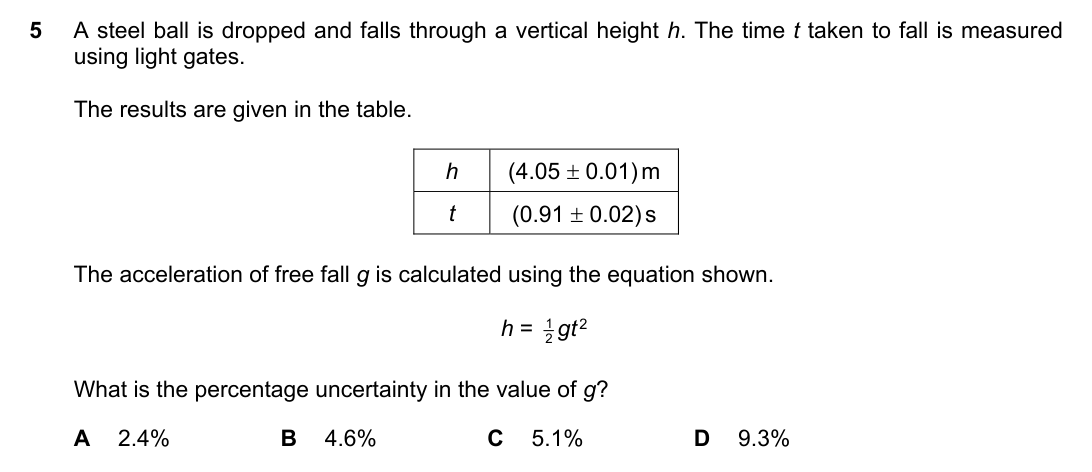 5 A steel ball is dropped and falls through a vertical height h. The time t taken to fall is measured
using light gates.
The results are given in the table.
h (4.05 ± 0.01) m
t (0.91 ± 0.02) s
The acceleration of free fall g is calculated using the equation shown.
h = ½gt²
What is the percentage uncertainty in the value of g?
A 2.4% B 4.6% C 5.1% D 9.3%